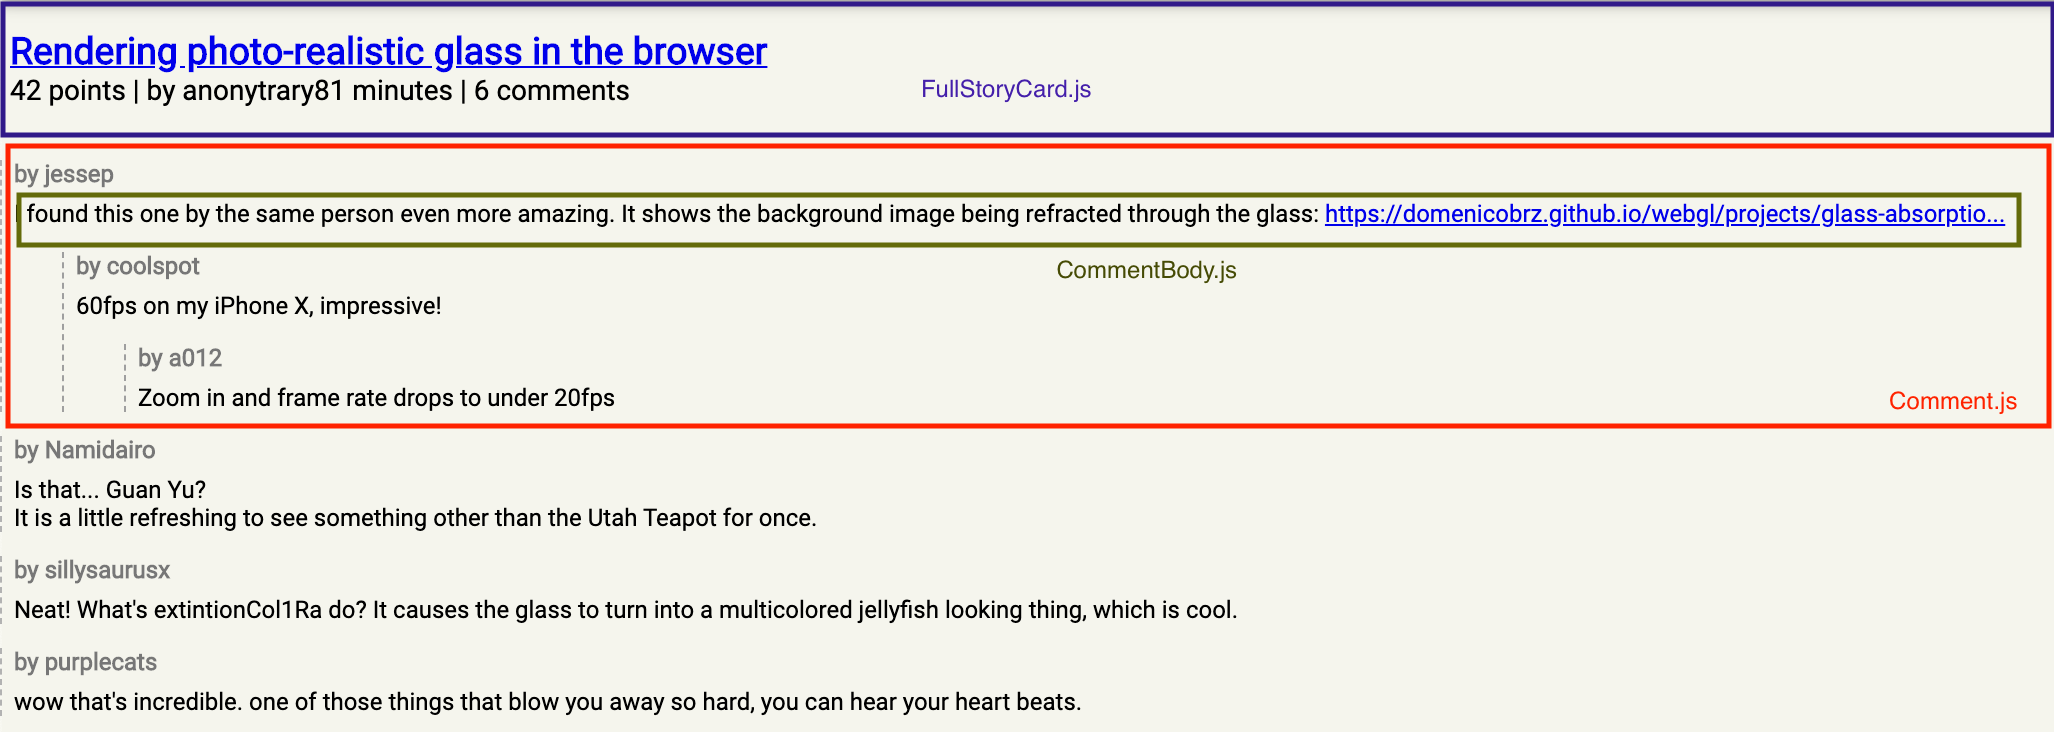 Rendering photo-realistic glass in the browser
42 points | by anonytrary81 minutes | 6 comments
FullStoryCard.js
by jessep
found this one by the same person even more amazing. It shows the background image being refracted through the glass: https://domenicobrz.github.io/webgl/projects/glass-absorptio...
by coolspot
CommentBody.js
60fps on my iPhone X, impressive!
by a012
Zoom in and frame rate drops to under 20fps
Comment.js
by Namidairo
Is that... Guan Yu?
It is a little refreshing to see something other than the Utah Teapot for once.
by sillysaurusx
Neat! What's extintionCol1Ra do? It causes the glass to turn into a multicolored jellyfish looking thing, which is cool.
by purplecats
wow that's incredible. one of those things that blow you away so hard, you can hear your heart beats.